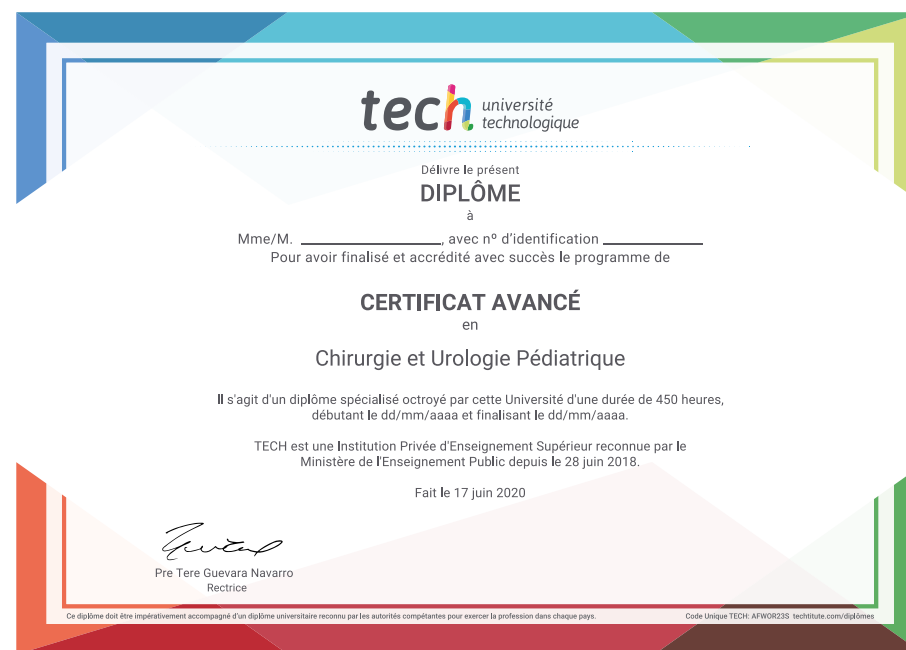 tech université
technologique
Délivre le présent
DIPLÔME
à
Mme/M. ____________________, avec nº d'identification ______________
Pour avoir finalisé et accrédité avec succès le programme de
CERTIFICAT AVANCÉ
en
Chirurgie et Urologie Pédiatrique
Il s'agit d'un diplôme spécialisé octroyé par cette Université d'une durée de 450 heures,
débutant le dd/mm/aaaa et finalisant le dd/mm/aaaa.
TECH est une Institution Privée d'Enseignement Supérieur reconnue par le
Ministère de l'Enseignement Public depuis le 28 juin 2018.
Fait le 17 juin 2020
Pre Tere Guevara Navarro
Rectrice
Ce diplôme doit être impérativement accompagné d'un diplôme universitaire reconnu par les autorités compétantes pour exercer la profession dans chaque pays.
Code Unique TECH: AFWOR23S techtitute.com/diplômes